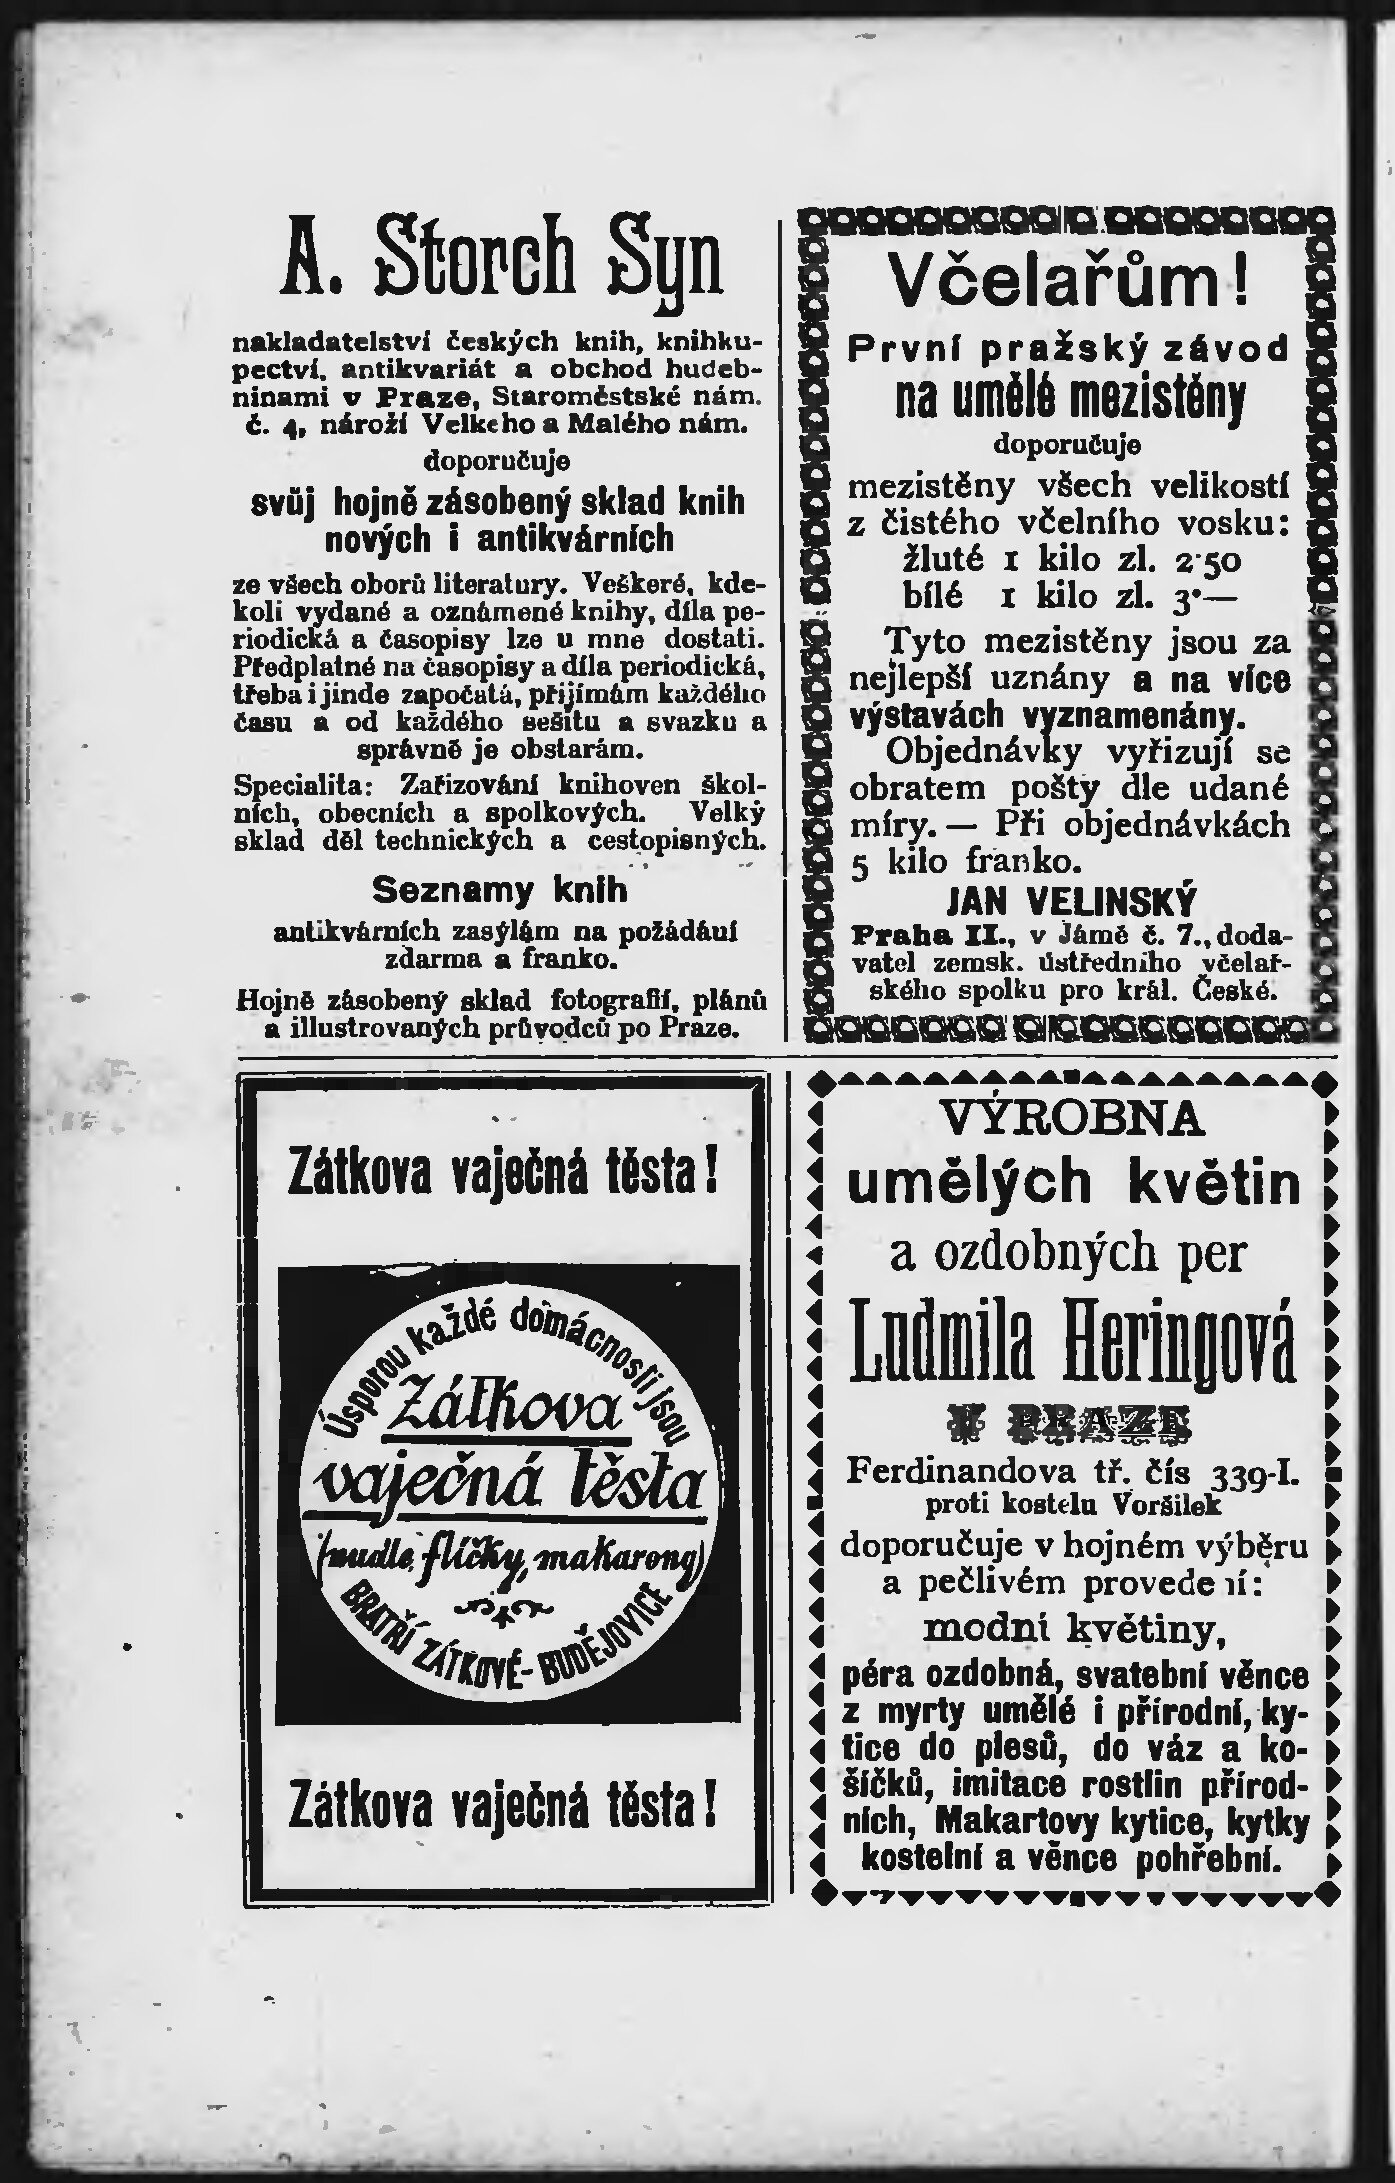 A. Storch Syn
nakladatelství českých knih, knihku-
pectví, antikvariát a obchod hudeb-
ninami v Praze, Staroměstské nám.
č. 4, nároží Velkeho a Malého nám.
doporučuje
svůj hojně zásobený sklad knih
nových i antikvárních
ze všech oborů literatury. Veškeré, kde-
koli vydané a oznámené knihy, díla pe-
riodická a časopisy lze u mne dostati.
Předplatné na časopisy a díla periodická,
třeba i jinde započatá, přijímám každého
času a od každého sešitu a svazku a
správně je obstarám.
Specialita: Zařizování knihoven škol-
ních, obecních a spolkových. Velký
sklad děl technických a cestopisných.
Seznamy knih
antikvárních zasýlám na požádání
zdarma a franko.
Hojně zásobený sklad fotografií, plánů
a illustrovaných průvodců po Praze.
Včelařům!
První pražský závod
na umělé mezistěny
doporučuje
mezistěny všech velikostí
z čistého včelního vosku:
žluté 1 kilo zl. 2·50
bílé 1 kilo zl. 3·—
Tyto mezistěny jsou za
nejlepší uznány a na více
výstavách vyznamenány.
Objednávky vyřizují se
obratem pošty dle udané
míry. — Při objednávkách
5 kilo franko.
JAN VELINSKÝ
Praha II., v Jámě č. 7., doda-
vatel zemsk. ústředního včelař-
ského spolku pro král. České.
Zátkova vaječná těsta!
Úsporou každé domácnosti jsou
Zátkova
vaječná těsta
(nudle, flíčky, makarony)
BRATŘÍ ZÁTKOVÉ - BUDĚJOVICE
Zátkova vaječná těsta!
VÝROBNA
umělých květin
a ozdobných per
Ludmila Heringová
V PRAZE
Ferdinandova tř. čís 339-I.
proti kostelu Voršilek
doporučuje v hojném výběru
a pečlivém provedení:
modní květiny,
péra ozdobná, svatební věnce
z myrty umělé i přírodní, ky-
tice do plesů, do váz a ko-
šíčků, imitace rostlin přírod-
ních, Makartovy kytice, kytky
kostelní a věnce pohřební.